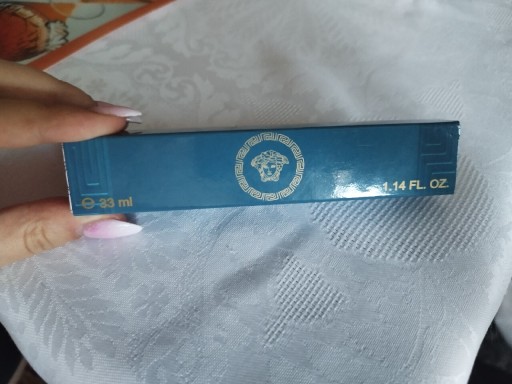 ℮ 33 ml
1.14 FL. OZ.